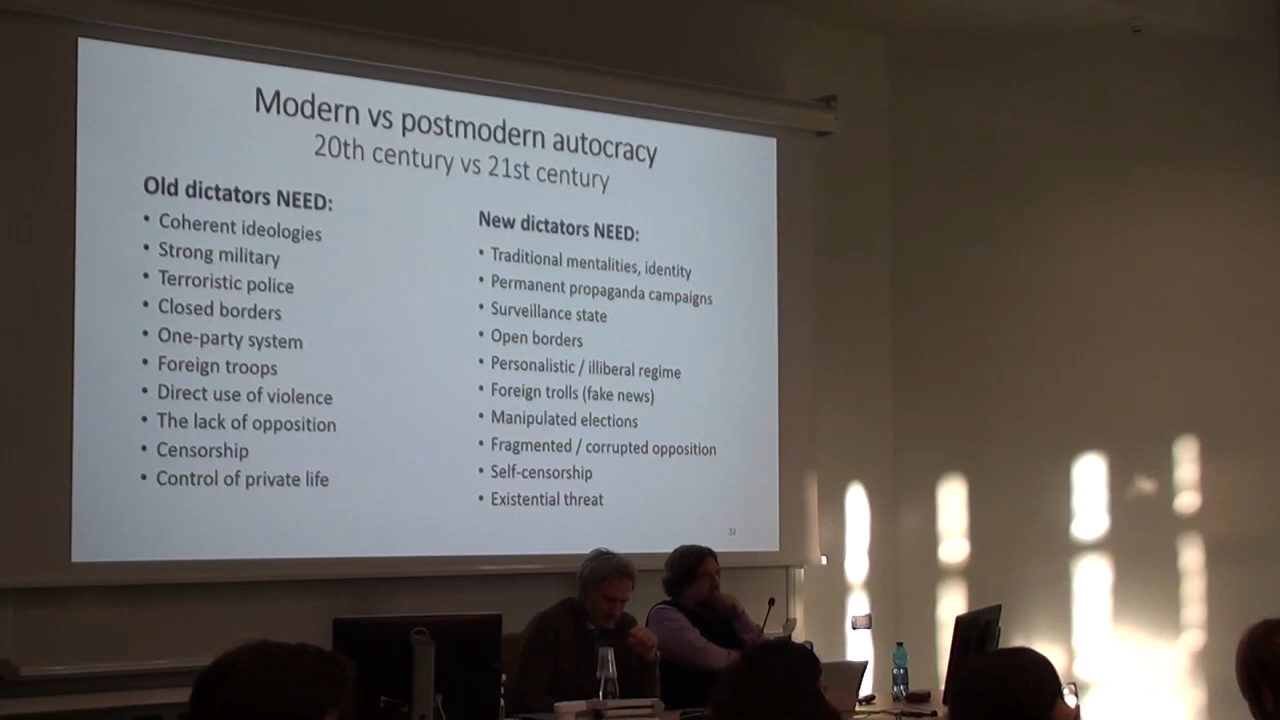 Modern vs postmodern autocracy
20th century vs 21st century
Old dictators NEED:
• Coherent ideologies
• Strong military
• Terroristic police
• Closed borders
• One-party system
• Foreign troops
• Direct use of violence
• The lack of opposition
• Censorship
• Control of private life
New dictators NEED:
• Traditional mentalities, identity
• Permanent propaganda campaigns
• Surveillance state
• Open borders
• Personalistic / illiberal regime
• Foreign trolls (fake news)
• Manipulated elections
• Fragmented / corrupted opposition
• Self-censorship
• Existential threat